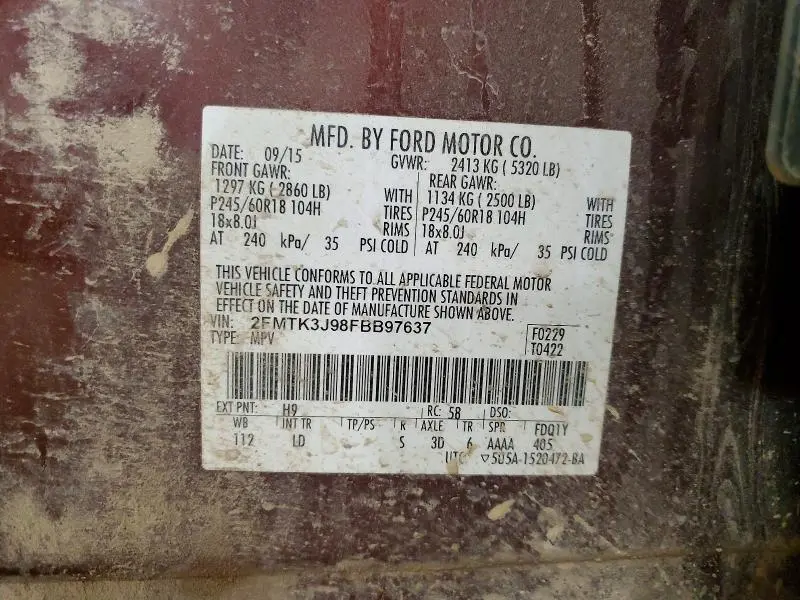 MFD. BY FORD MOTOR CO.
DATE: 09/15 GVWR: 2413 KG ( 5320 LB)
FRONT GAWR: REAR GAWR:
1297 KG ( 2860 LB) WITH 1134 KG ( 2500 LB) WITH
P245/60R18 104H TIRES P245/60R18 104H TIRES
18x8.0J RIMS 18x8.0J RIMS
AT 240 kPa/ 35 PSI COLD AT 240 kPa/ 35 PSI COLD
THIS VEHICLE CONFORMS TO ALL APPLICABLE FEDERAL MOTOR
VEHICLE SAFETY AND THEFT PREVENTION STANDARDS IN
EFFECT ON THE DATE OF MANUFACTURE SHOWN ABOVE.
VIN: 2FMTK3J98FBB97637 F0229
TYPE: MPV T0422
EXT PNT: H9 RC: 58 DSO:
WB INT TR TP/PS R AXLE TR SPR FDQ1Y
112 LD S 3D 6 AAAA 405
UTC ▽5U5A-1520472-BA